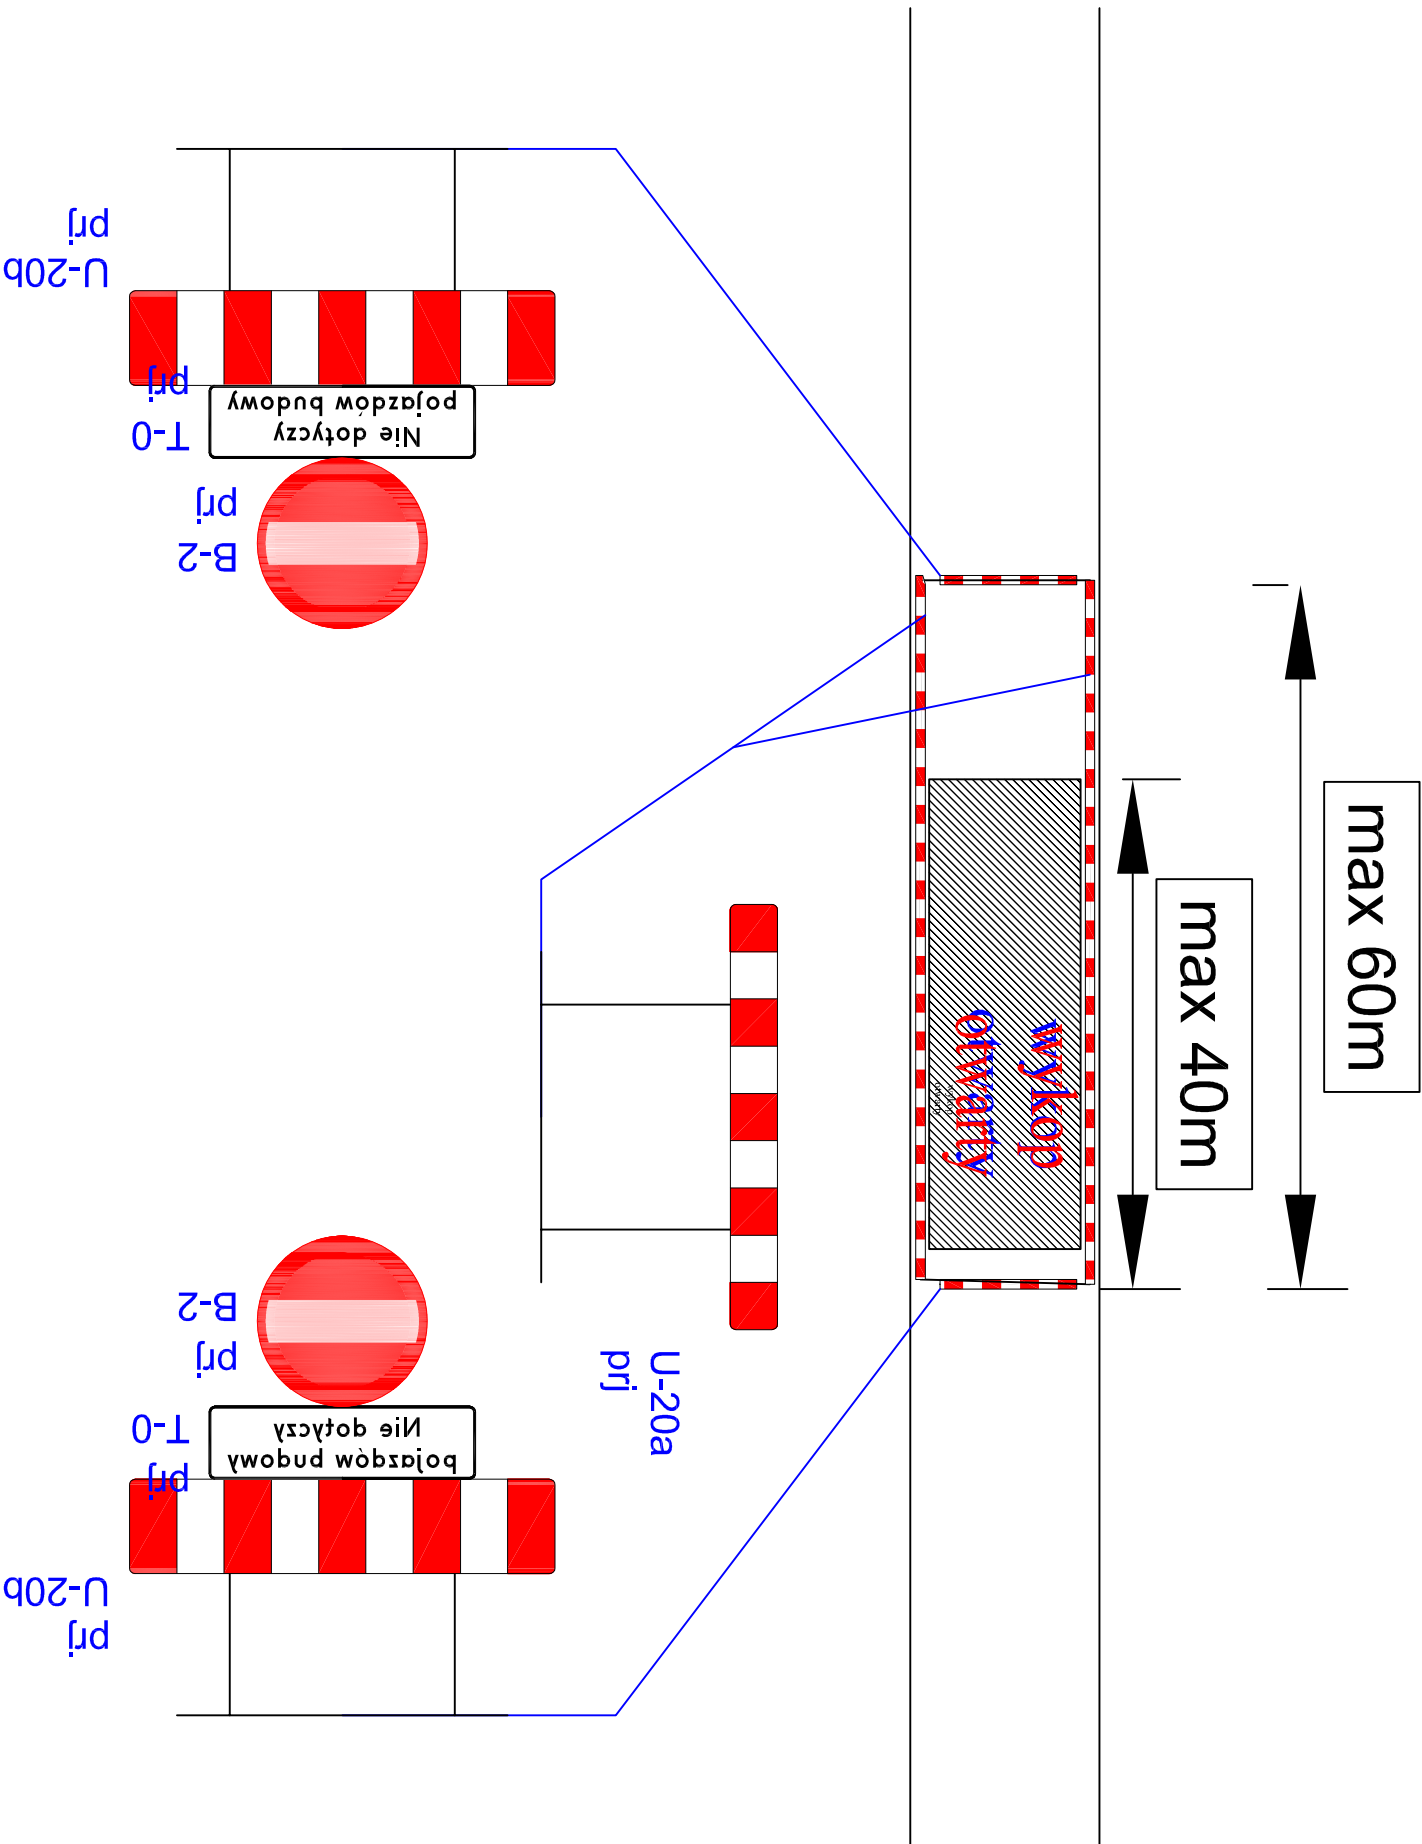 prj
U-20b
prj
T-0
pojazdów budowy
Nie dotyczy
prj
B-2
max 60m
max 40m
wykop
otwarty
B-2
prj
T-0
Nie dotyczy
pojazdów budowy
prj
U-20b
prj
U-20a
prj